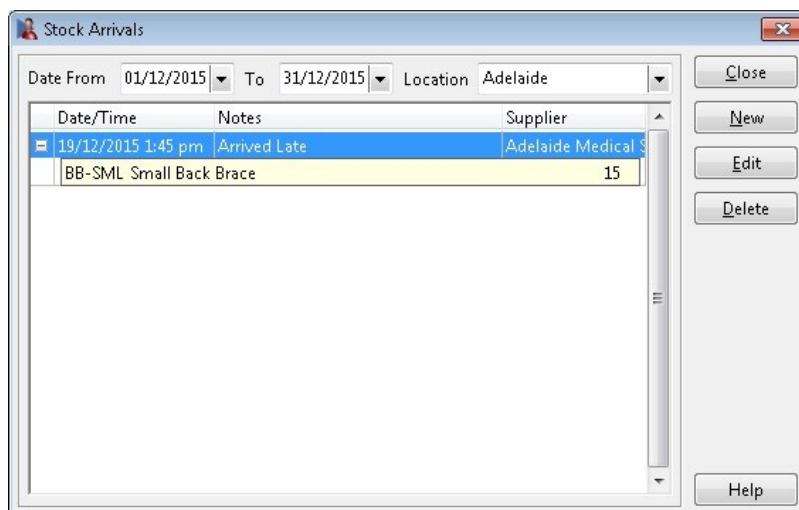 Stock Arrivals
Date From 01/12/2015 To 31/12/2015 Location Adelaide
Close
New
Edit
Delete
Date/Time Notes Supplier
19/12/2015 1:45 pm Arrived Late Adelaide Medical S
BB-SML Small Back Brace 15
Help